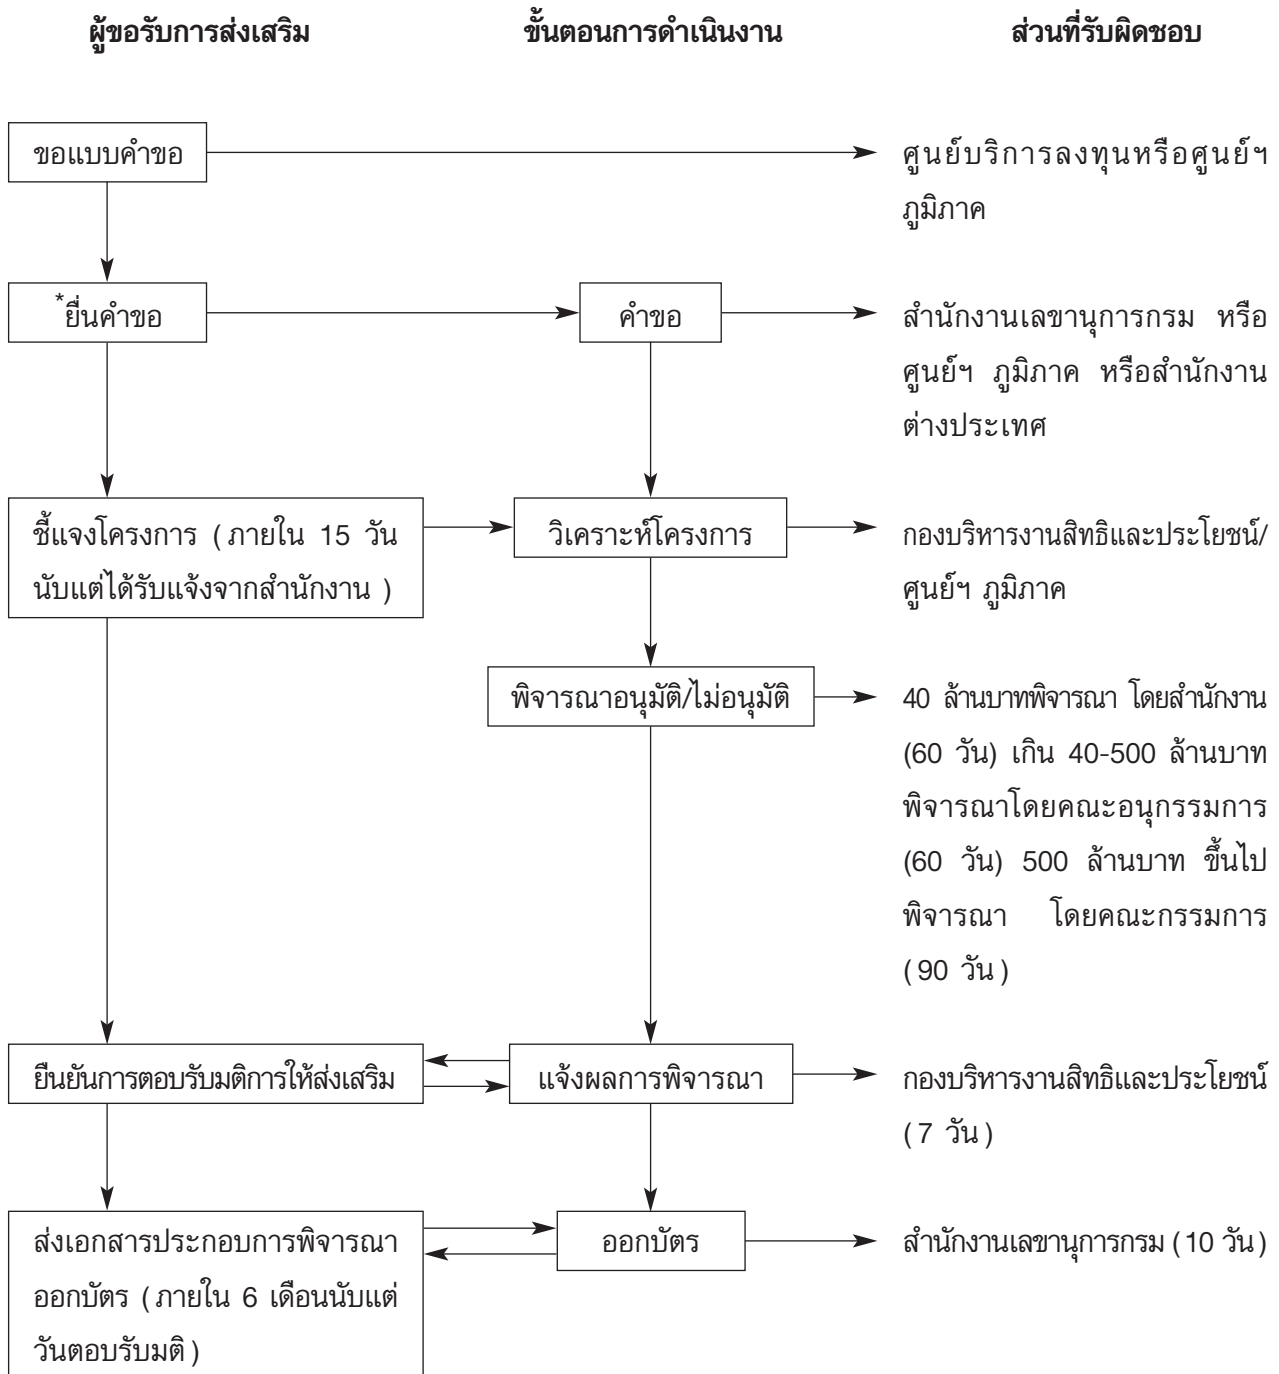 ผู้ขอรับการส่งเสริม
ขั้นตอนการดำเนินงาน
ส่วนที่รับผิดชอบ
ขอแบบคำขอ
ศูนย์บริการลงทุนหรือศูนย์ฯ
ภูมิภาค
*ยื่นคำขอ
คำขอ
สำนักงานเลขานุการกรม หรือ
ศูนย์ฯ ภูมิภาค หรือสำนักงาน
ต่างประเทศ
ชี้แจงโครงการ (ภายใน 15 วัน
นับแต่ได้รับแจ้งจากสำนักงาน )
วิเคราะห์โครงการ
กองบริหารงานสิทธิและประโยชน์/
ศูนย์ฯ ภูมิภาค
พิจารณาอนุมัติ/ไม่อนุมัติ
40 ล้านบาทพิจารณา โดยสำนักงาน
(60 วัน) เกิน 40-500 ล้านบาท
พิจารณาโดยคณะอนุกรรมการ
(60 วัน) 500 ล้านบาท ขึ้นไป
พิจารณา โดยคณะกรรมการ
(90 วัน)
ยืนยันการตอบรับมติการให้ส่งเสริม
แจ้งผลการพิจารณา
กองบริหารงานสิทธิและประโยชน์
(7 วัน)
ส่งเอกสารประกอบการพิจารณา
ออกบัตร (ภายใน 6 เดือนนับแต่
วันตอบรับมติ)
ออกบัตร
สำนักงานเลขานุการกรม (10 วัน)